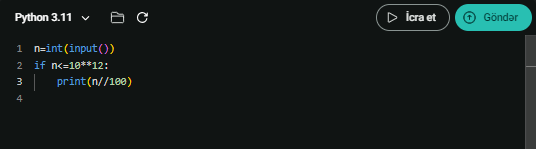 Python 3.11 İcra et Göndər
1 n=int(input())
2 if n<=10**12:
3 print(n//100)
4